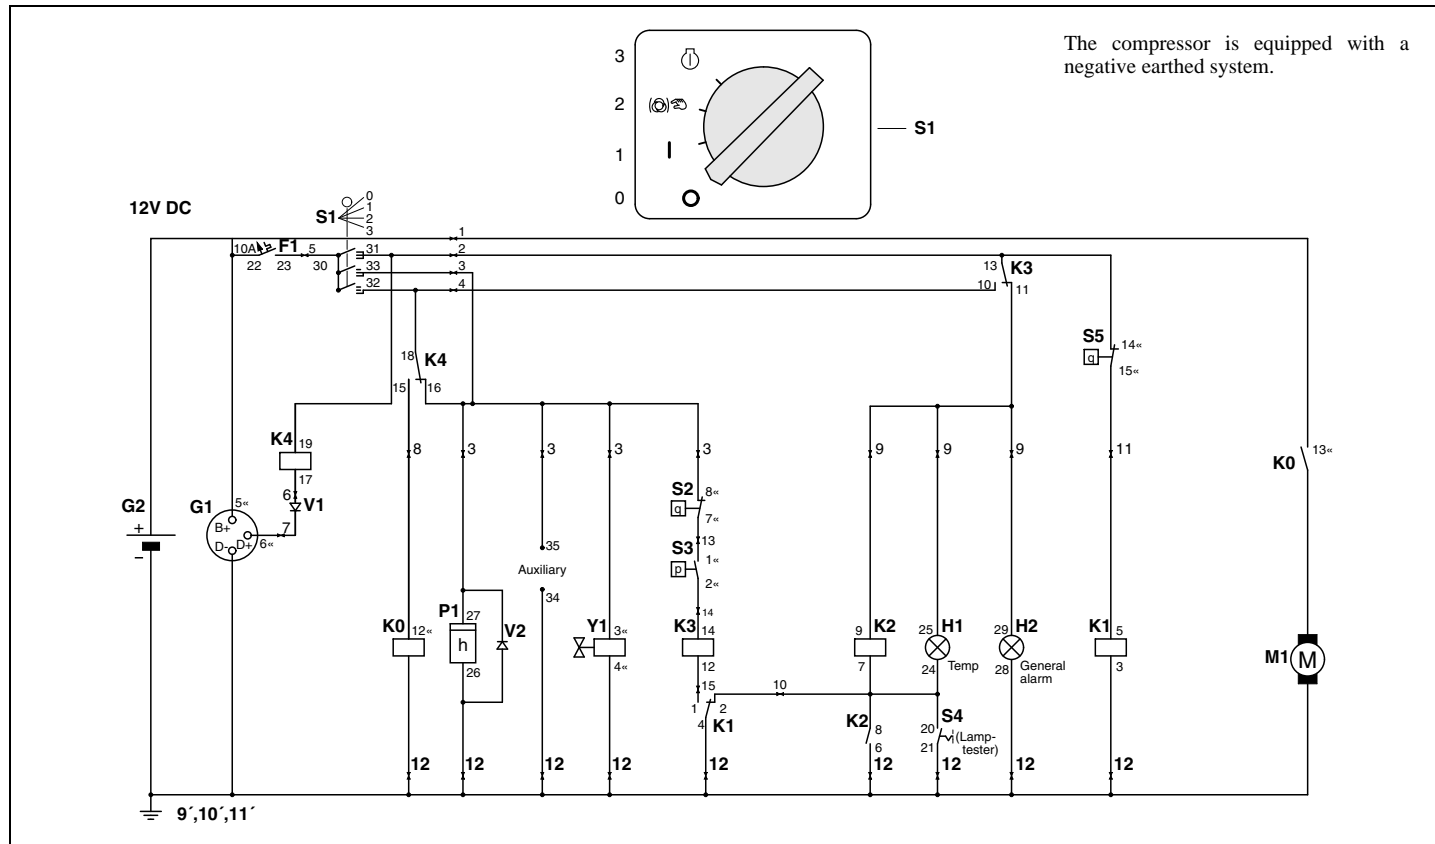 The compressor is equipped with a
negative earthed system.
3
2
1
0
S1
12V DC
S1
0
1
2
3
10A
F1
5
22
23
30
31
33
32
1
2
3
4
13
K3
10
11
18
K4
15
16
S5
q
14«
15«
K4
19
17
6
V1
7
8
3
3
3
3
9
9
9
11
K0
13«
G2
+
−
G1
5«
B+
D-
D+
6«
S2
q
8«
7«
13
S3
p
1«
2«
14
35
Auxiliary
34
K0
12«
P1
27
h
26
V2
Y1
3«
4«
K3
14
12
15
1
2
4
K1
10
9
K2
7
25
H1
24
Temp
29
H2
28
General
alarm
K1
5
3
M1
M
K2
8
6
S4
20
21
(Lamp-
tester)
12
12
12
12
12
12
12
12
12
9´,10´,11´